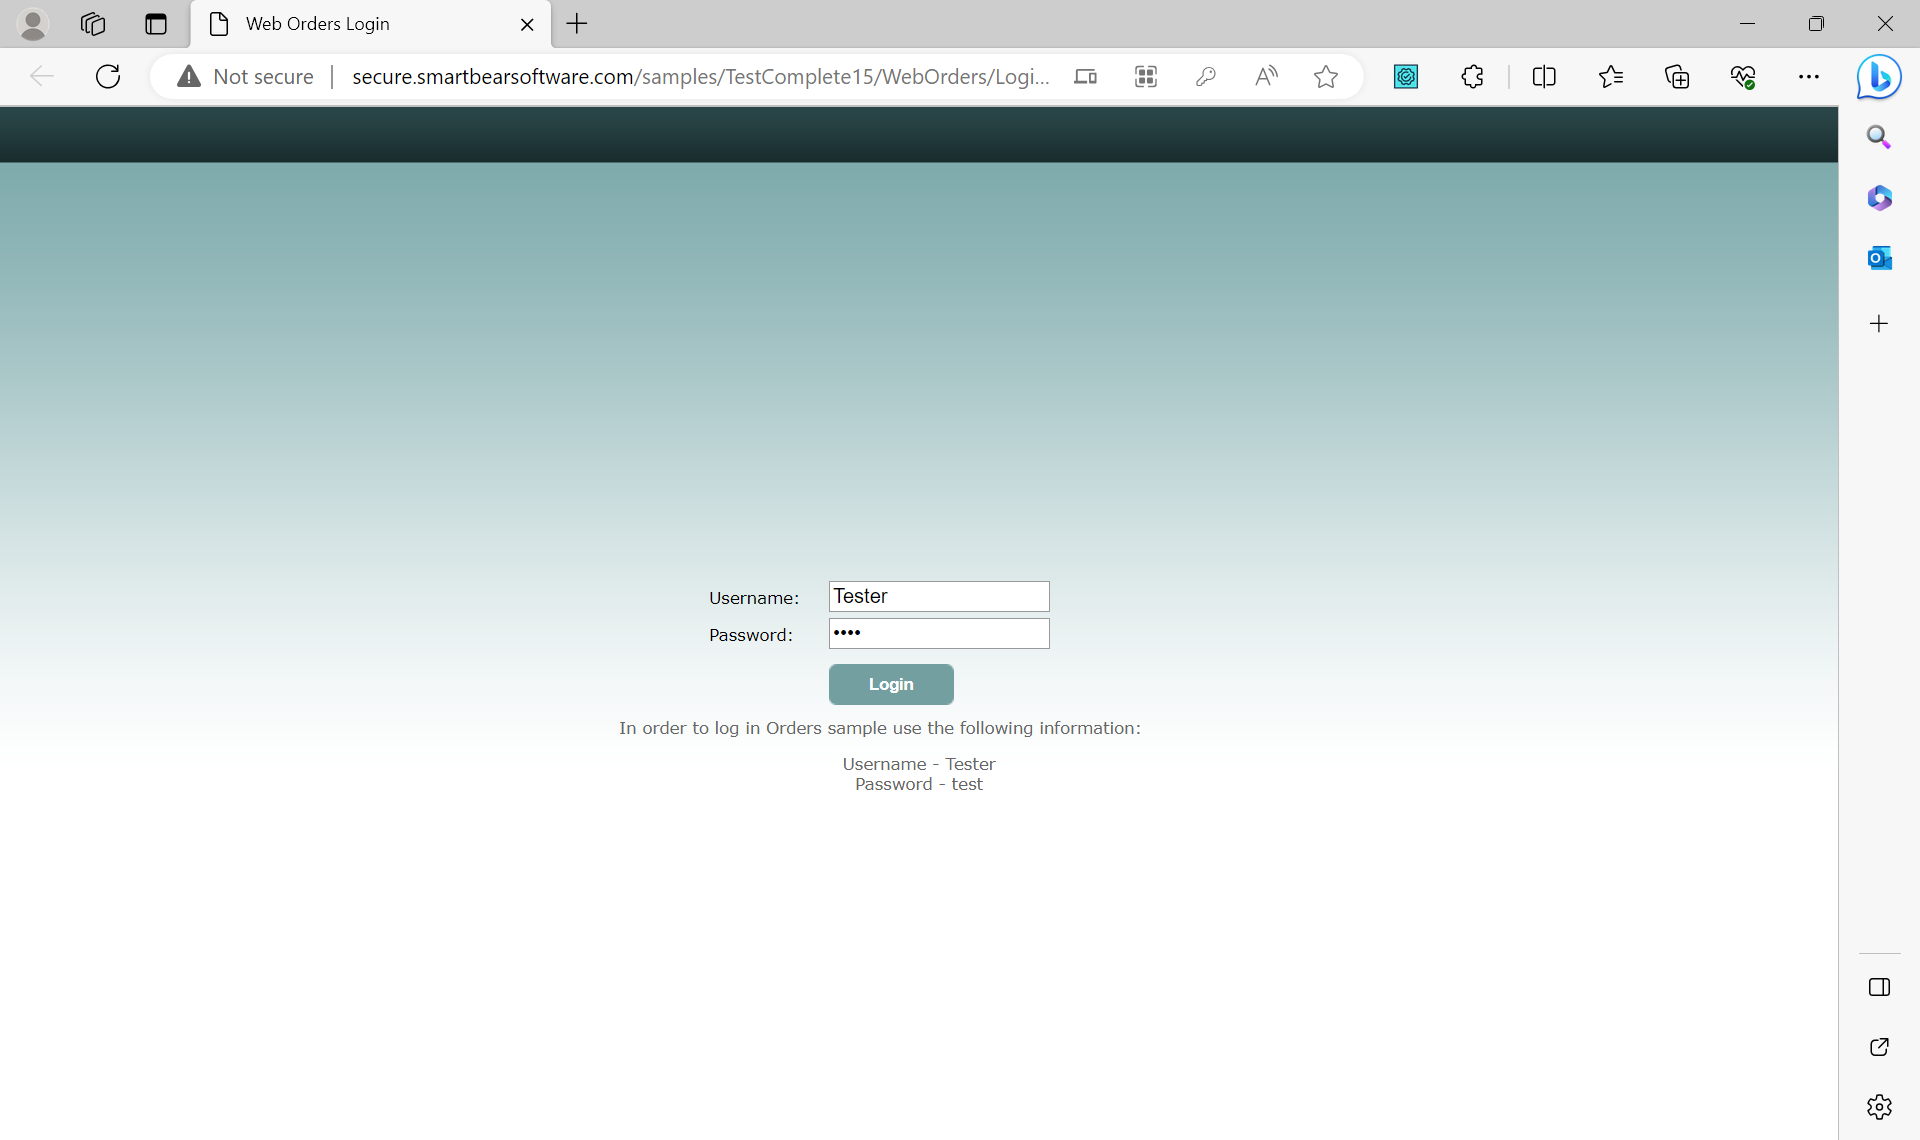 Web Orders Login
Not secure
secure.smartbearsoftware.com/samples/TestComplete15/WebOrders/Logi...
Username: Tester
Password: ••••
Login
In order to log in Orders sample use the following information:
Username - Tester
Password - test